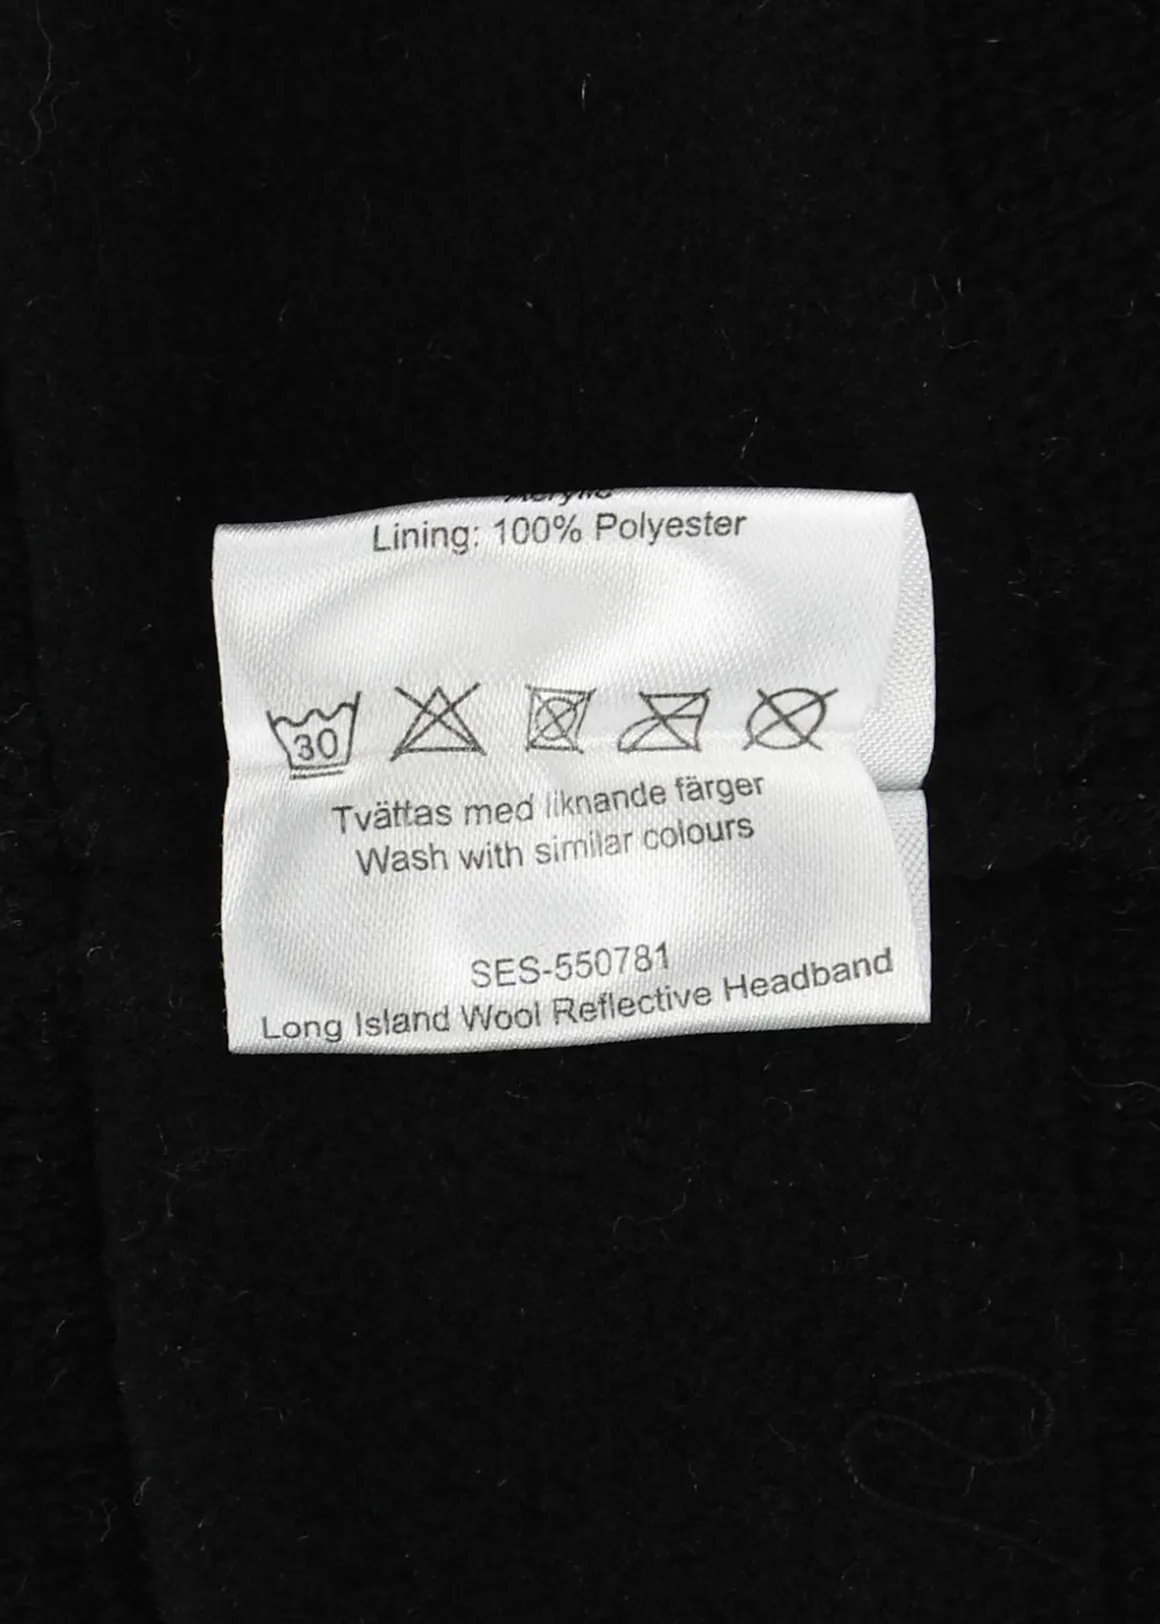 Lining: 100% Polyester
30
Tvättas med liknande färger
Wash with similar colours
SES-550781
Long Island Wool Reflective Headband